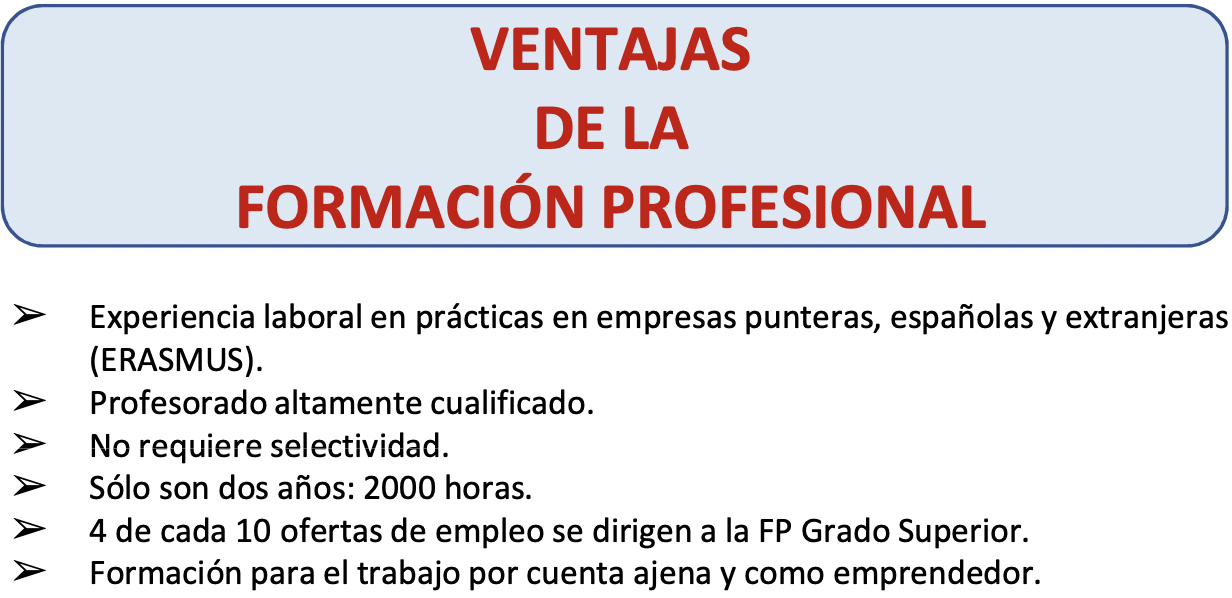 VENTAJAS
DE LA
FORMACIÓN PROFESIONAL
➢ Experiencia laboral en prácticas en empresas punteras, españolas y extranjeras
(ERASMUS).
➢ Profesorado altamente cualificado.
➢ No requiere selectividad.
➢ Sólo son dos años: 2000 horas.
➢ 4 de cada 10 ofertas de empleo se dirigen a la FP Grado Superior.
➢ Formación para el trabajo por cuenta ajena y como emprendedor.